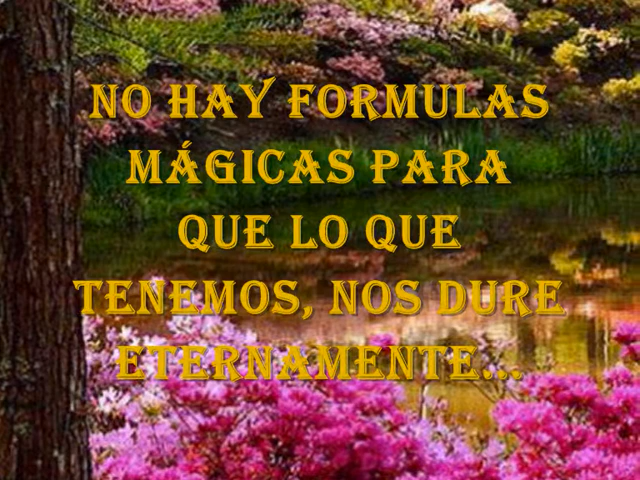 NO HAY FORMULAS
MÁGICAS PARA
QUE LO QUE
TENEMOS, NOS DURE
ETERNAMENTE...